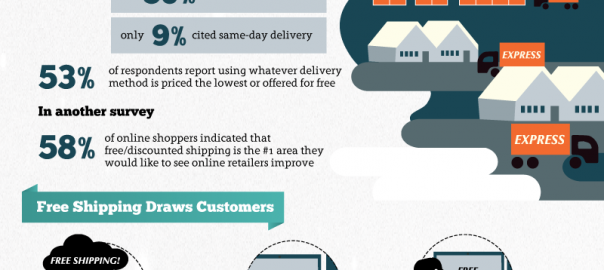 only 9% cited same-day delivery
53% of respondents report using whatever delivery
method is priced the lowest or offered for free
In another survey
58% of online shoppers indicated that
free/discounted shipping is the #1 area they
would like to see online retailers improve
EXPRESS
EXPRESS
Free Shipping Draws Customers
FREE SHIPPING!
FREE